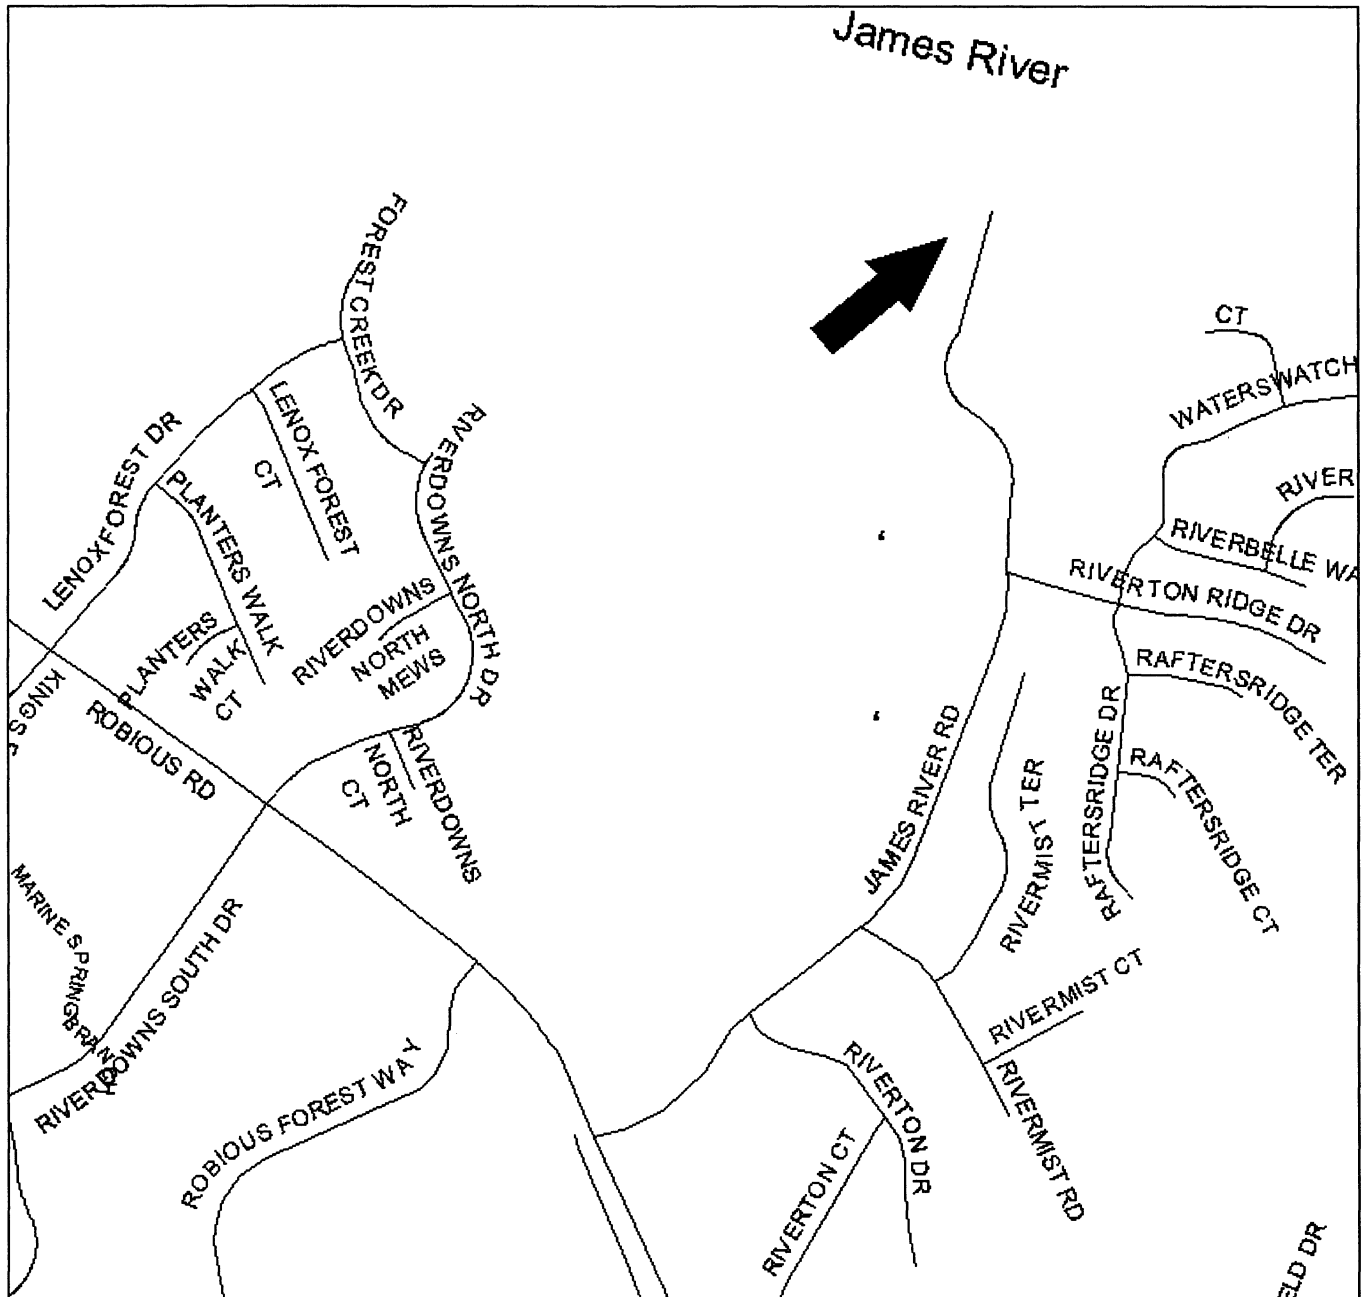 James River
FOREST CREEK DR
CT
WATERSWATCH
LENOX FOREST DR
LENOX FOREST
CT
RIVERDOWNS NORTH DR
RIVER
PLANTERS WALK
RIVERBELLE WA
RIVERTON RIDGE DR
PLANTERS
WALK
CT
RIVERDOWNS
NORTH
MEWS
RAFTERSRIDGE TER
KINGS
ROBIOUS RD
RIVERDOWNS
NORTH
CT
JAMES RIVER RD
RIVERMIST TER
RAFTERSRIDGE DR
RAFTERSRIDGE CT
MARINE SPRING BRAN
RIVERDOWNS SOUTH DR
RIVERMIST CT
ROBIOUS FOREST WAY
RIVERTON DR
RIVERMIST RD
RIVERTON CT
ELD DR